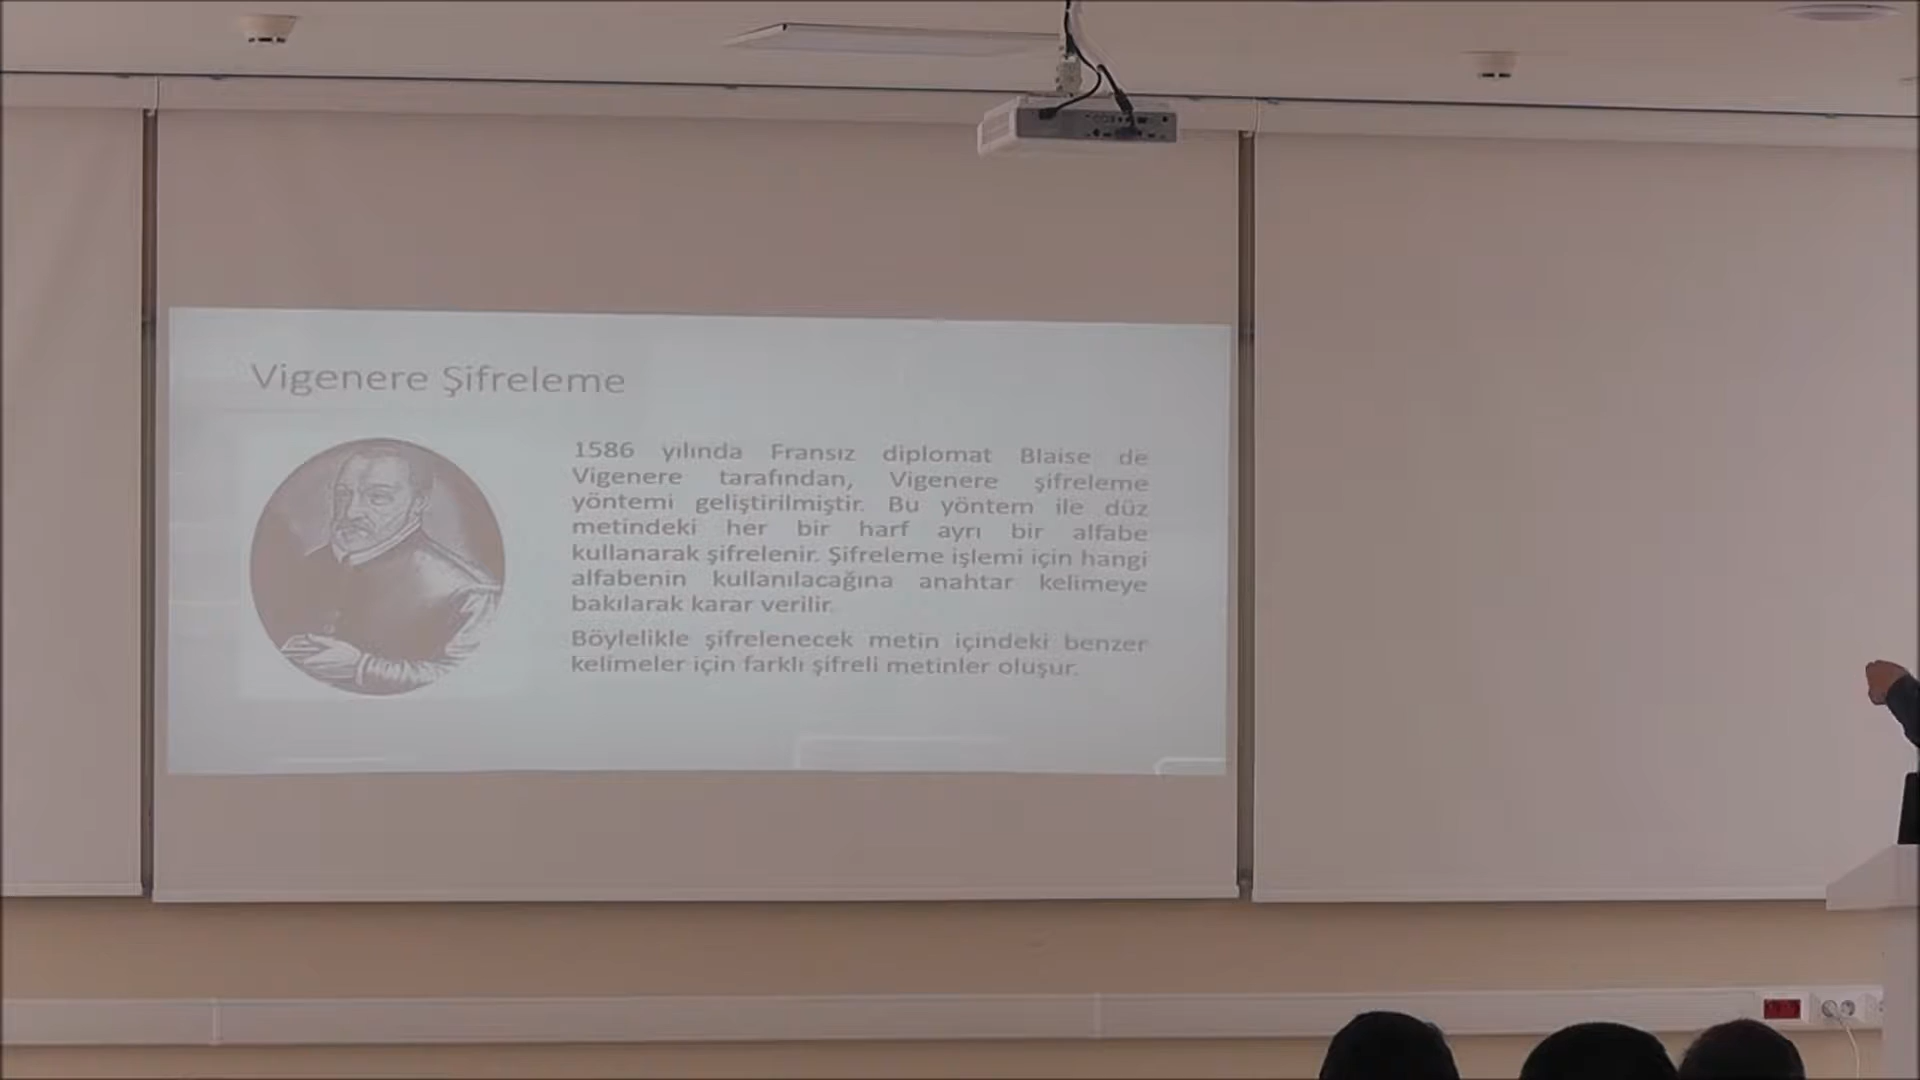 Vigenere Şifreleme
1586 yılında Fransız diplomat Blaise de
Vigenere tarafından, Vigenere şifreleme
yöntemi geliştirilmiştir. Bu yöntem ile düz
metindeki her bir harf ayrı bir alfabe
kullanarak şifrelenir. Şifreleme işlemi için hangi
alfabenin kullanılacağına anahtar kelimeye
bakılarak karar verilir.
Böylelikle şifrelenecek metin içindeki benzer
kelimeler için farklı şifreli metinler oluşur.